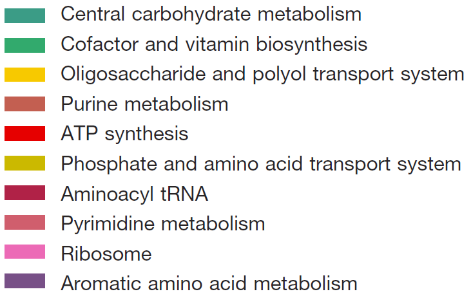 Central carbohydrate metabolism
Cofactor and vitamin biosynthesis
Oligosaccharide and polyol transport system
Purine metabolism
ATP synthesis
Phosphate and amino acid transport system
Aminoacyl tRNA
Pyrimidine metabolism
Ribosome
Aromatic amino acid metabolism